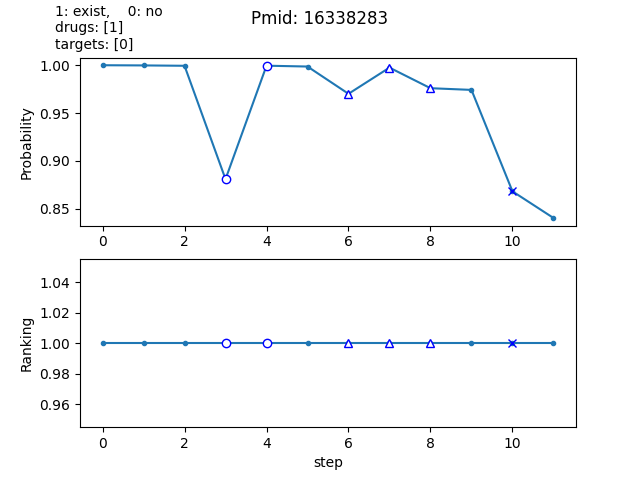 1: exist,    0: no
drugs: [1]
targets: [0]
Pmid: 16338283
1.00
0.95
0.90
0.85
Probability
0 2 4 6 8 10
1.04
1.02
1.00
0.98
0.96
Ranking
0 2 4 6 8 10
step